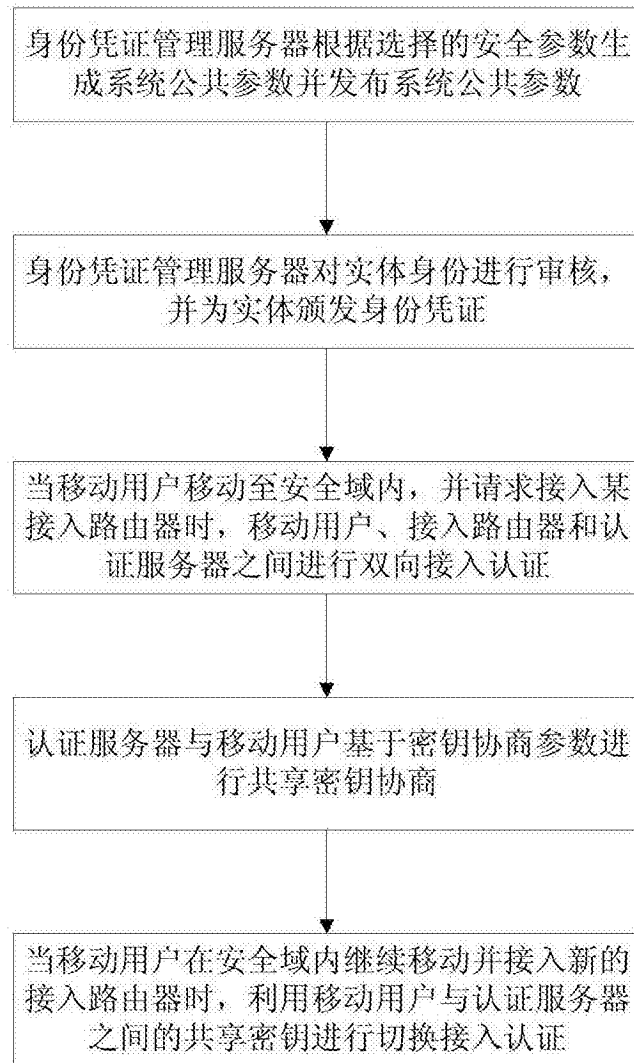 身份凭证管理服务器根据选择的安全参数生
成系统公共参数并发布系统公共参数
身份凭证管理服务器对实体身份进行审核，
并为实体颁发身份凭证
当移动用户移动至安全域内，并请求接入某
接入路由器时，移动用户、接入路由器和认
证服务器之间进行双向接入认证
认证服务器与移动用户基于密钥协商参数进
行共享密钥协商
当移动用户在安全域内继续移动并接入新的
接入路由器时，利用移动用户与认证服务器
之间的共享密钥进行切换接入认证